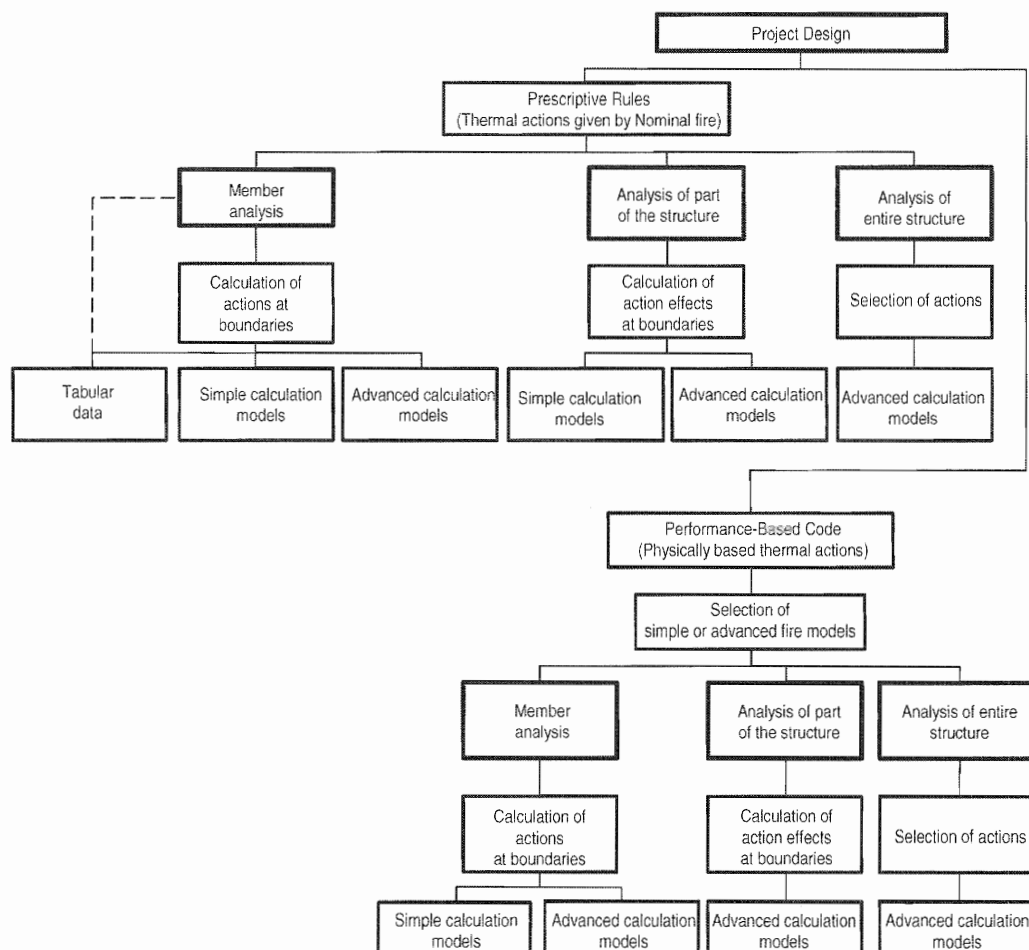 Project Design
Prescriptive Rules
(Thermal actions given by Nominal fire)
Member
analysis
Analysis of part
of the structure
Analysis of
entire structure
Calculation of
actions at
boundaries
Calculation of
action effects
at boundaries
Selection of actions
Tabular
data
Simple calculation
models
Advanced calculation
models
Simple calculation
models
Advanced calculation
models
Advanced calculation
models
Performance-Based Code
(Physically based thermal actions)
Selection of
simple or advanced fire models
Member
analysis
Analysis of part
of the structure
Analysis of entire
structure
Calculation of
actions
at boundaries
Calculation of
action effects
at boundaries
Selection of actions
Simple calculation
models
Advanced calculation
models
Advanced calculation
models
Advanced calculation
models